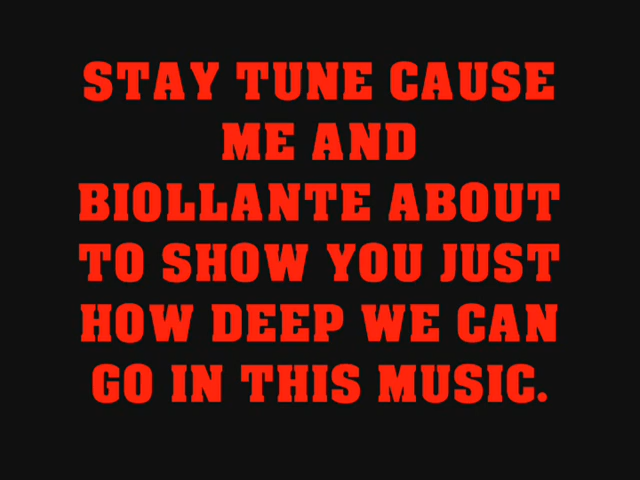 STAY TUNE CAUSE
ME AND
BIOLLANTE ABOUT
TO SHOW YOU JUST
HOW DEEP WE CAN
GO IN THIS MUSIC.